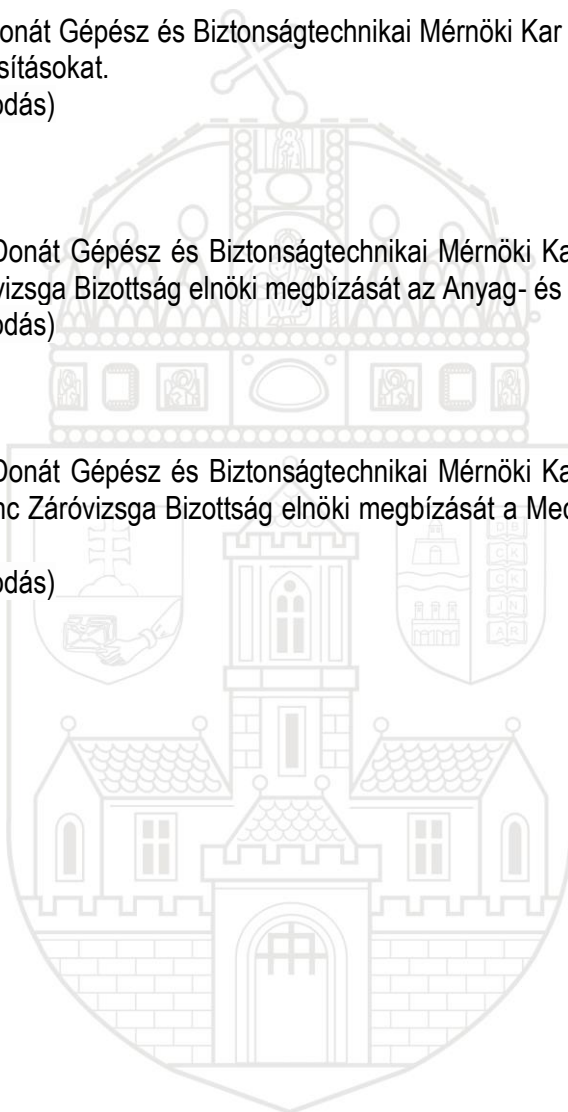 onát Gépész és Biztonságtechnikai Mérnöki Kar
sításokat.
odás)
Donát Gépész és Biztonságtechnikai Mérnöki Ka
vizsga Bizottság elnöki megbízását az Anyag- és
odás)
Donát Gépész és Biztonságtechnikai Mérnöki Ka
nc Záróvizsga Bizottság elnöki megbízását a Mec
odás)